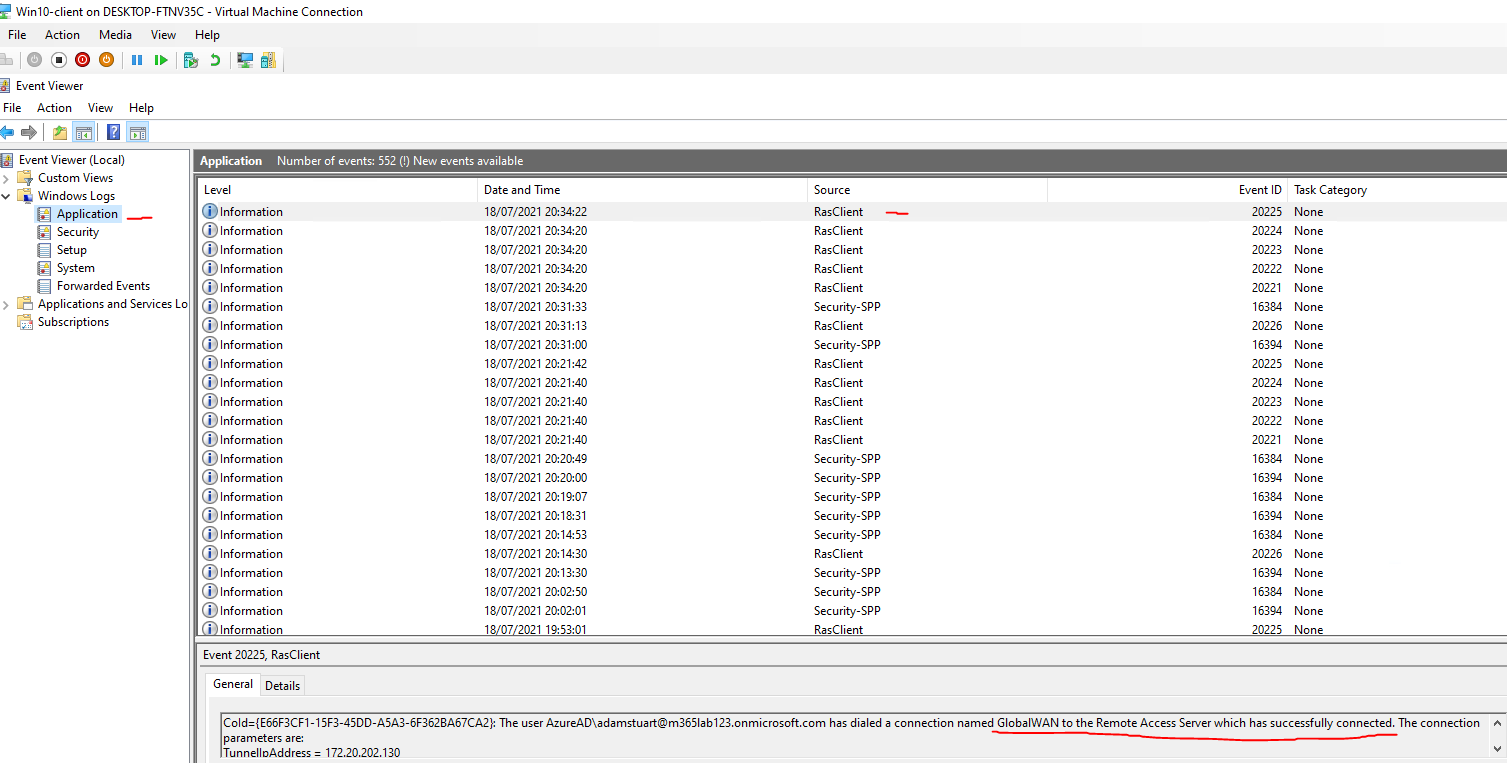 Win10-client on DESKTOP-FTNV35C - Virtual Machine Connection
File Action Media View Help
Event Viewer
File Action View Help
Event Viewer (Local)
Custom Views
Windows Logs
Application
Security
Setup
System
Forwarded Events
Applications and Services Lo
Subscriptions
Application Number of events: 552 (!) New events available
Level Date and Time Source Event ID Task Category
Information 18/07/2021 20:34:22 RasClient 20225 None
Information 18/07/2021 20:34:20 RasClient 20224 None
Information 18/07/2021 20:34:20 RasClient 20223 None
Information 18/07/2021 20:34:20 RasClient 20222 None
Information 18/07/2021 20:34:20 RasClient 20221 None
Information 18/07/2021 20:31:33 Security-SPP 16384 None
Information 18/07/2021 20:31:13 RasClient 20226 None
Information 18/07/2021 20:31:00 Security-SPP 16394 None
Information 18/07/2021 20:21:42 RasClient 20225 None
Information 18/07/2021 20:21:40 RasClient 20224 None
Information 18/07/2021 20:21:40 RasClient 20223 None
Information 18/07/2021 20:21:40 RasClient 20222 None
Information 18/07/2021 20:21:40 RasClient 20221 None
Information 18/07/2021 20:20:49 Security-SPP 16384 None
Information 18/07/2021 20:20:00 Security-SPP 16394 None
Information 18/07/2021 20:19:07 Security-SPP 16384 None
Information 18/07/2021 20:18:31 Security-SPP 16394 None
Information 18/07/2021 20:14:53 Security-SPP 16384 None
Information 18/07/2021 20:14:30 RasClient 20226 None
Information 18/07/2021 20:13:30 Security-SPP 16394 None
Information 18/07/2021 20:02:50 Security-SPP 16384 None
Information 18/07/2021 20:02:01 Security-SPP 16394 None
Information 18/07/2021 19:53:01 RasClient 20225 None
Event 20225, RasClient
General Details
CoId={E66F3CF1-15F3-45DD-A5A3-6F362BA67CA2}: The user AzureAD\adamstuart@m365lab123.onmicrosoft.com has dialed a connection named GlobalWAN to the Remote Access Server which has successfully connected. The connection
parameters are:
TunnelIpAddress = 172.20.202.130